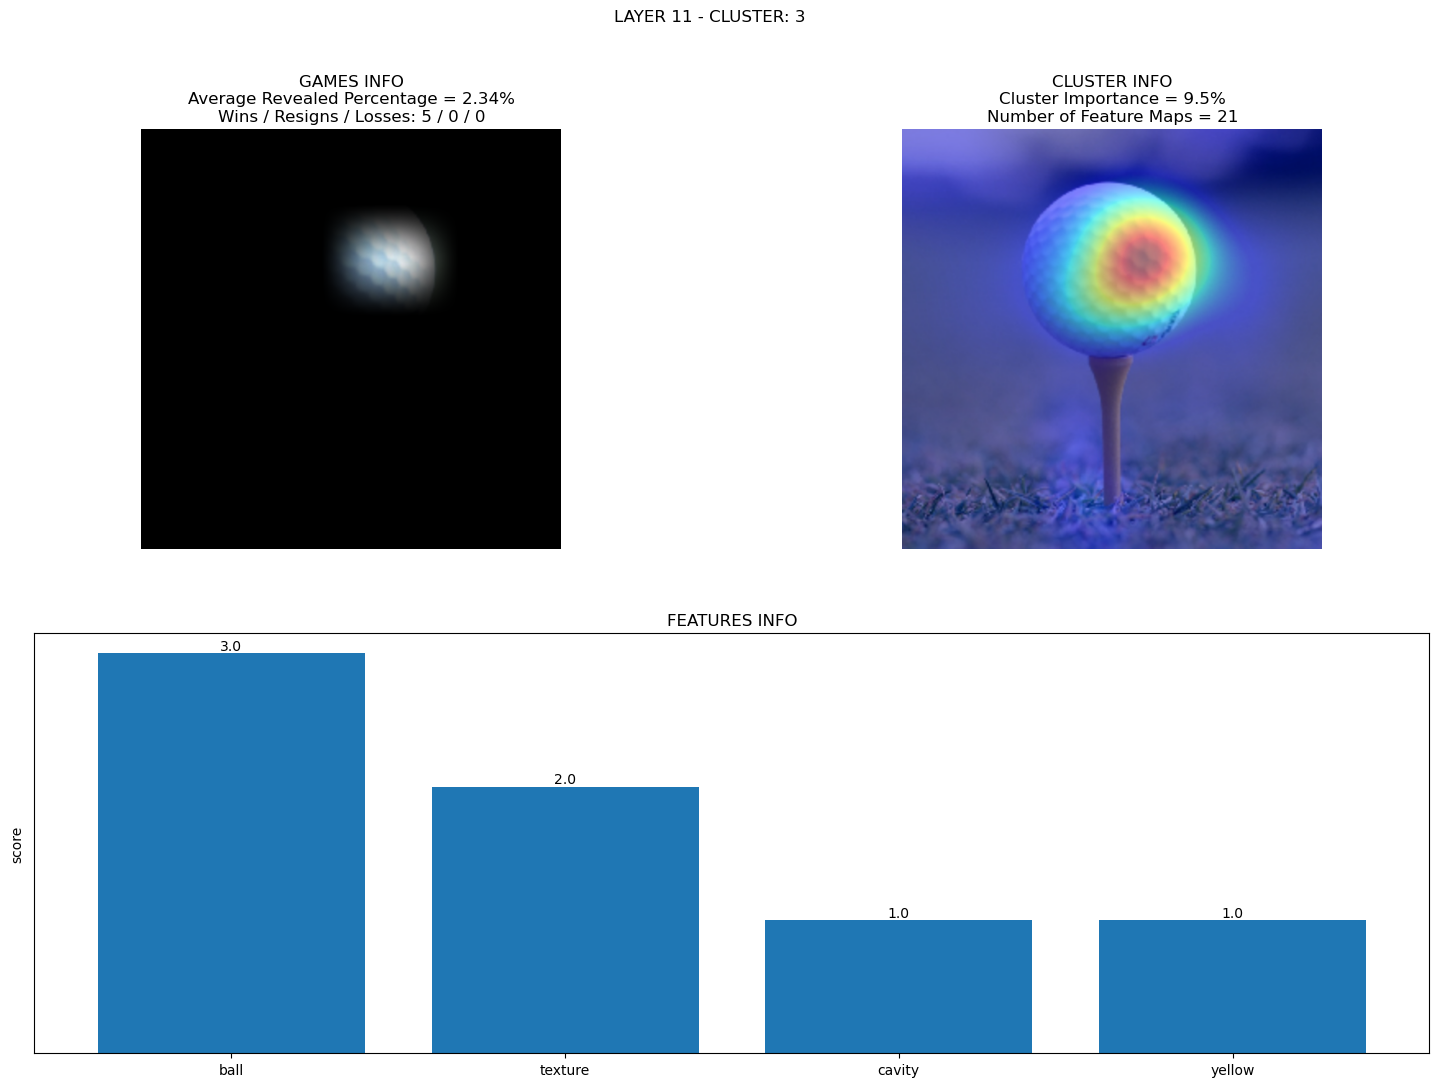 LAYER 11 - CLUSTER: 3
GAMES INFO
Average Revealed Percentage = 2.34%
Wins / Resigns / Losses: 5 / 0 / 0
CLUSTER INFO
Cluster Importance = 9.5%
Number of Feature Maps = 21
FEATURES INFO
score
3.0
2.0
1.0
1.0
ball
texture
cavity
yellow